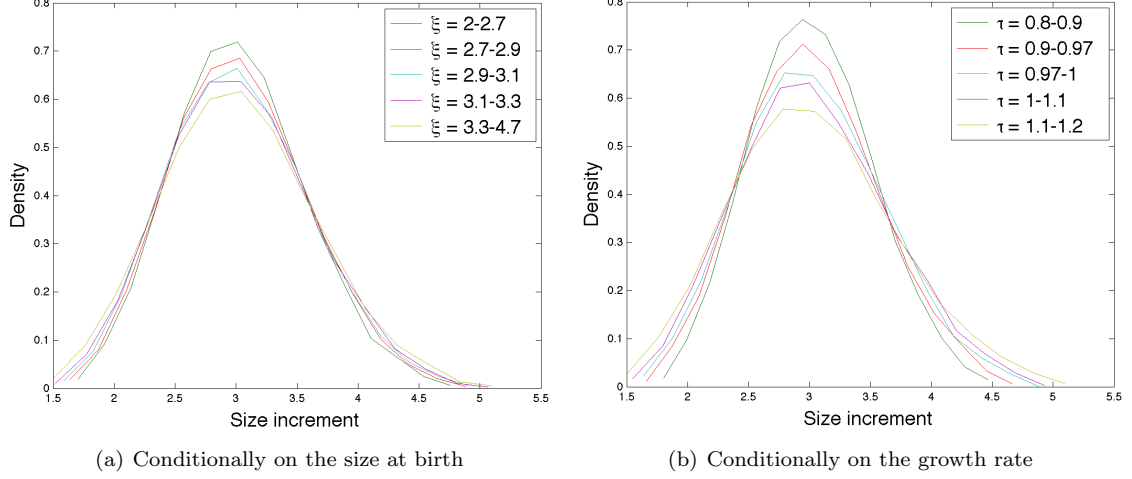 0.8
0.7
0.6
0.5
0.4
0.3
0.2
0.1
0
Density
1.5 2 2.5 3 3.5 4 4.5 5 5.5
Size increment
ξ = 2-2.7
ξ = 2.7-2.9
ξ = 2.9-3.1
ξ = 3.1-3.3
ξ = 3.3-4.7
(a) Conditionally on the size at birth
0.8
0.7
0.6
0.5
0.4
0.3
0.2
0.1
0
Density
1.5 2 2.5 3 3.5 4 4.5 5 5.5
Size increment
τ = 0.8-0.9
τ = 0.9-0.97
τ = 0.97-1
τ = 1-1.1
τ = 1.1-1.2
(b) Conditionally on the growth rate